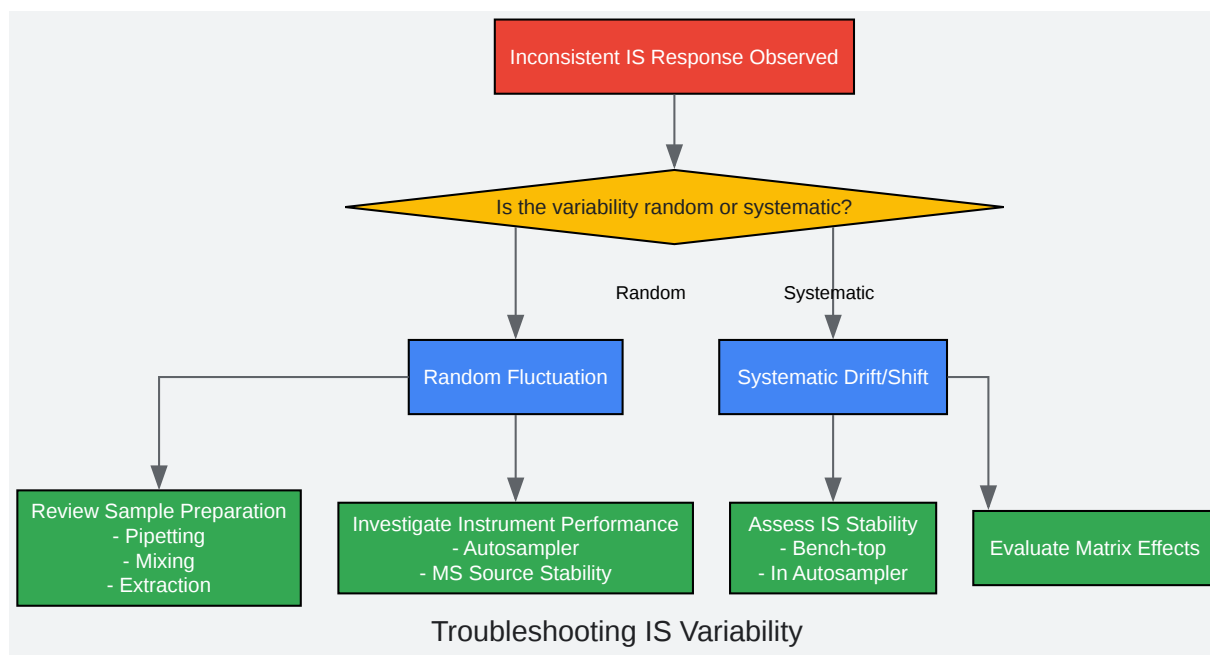 Inconsistent IS Response Observed
Is the variability random or systematic?
Random
Systematic
Random Fluctuation
Systematic Drift/Shift
Review Sample Preparation
- Pipetting
- Mixing
- Extraction
Investigate Instrument Performance
- Autosampler
- MS Source Stability
Assess IS Stability
- Bench-top
- In Autosampler
Evaluate Matrix Effects
Troubleshooting IS Variability